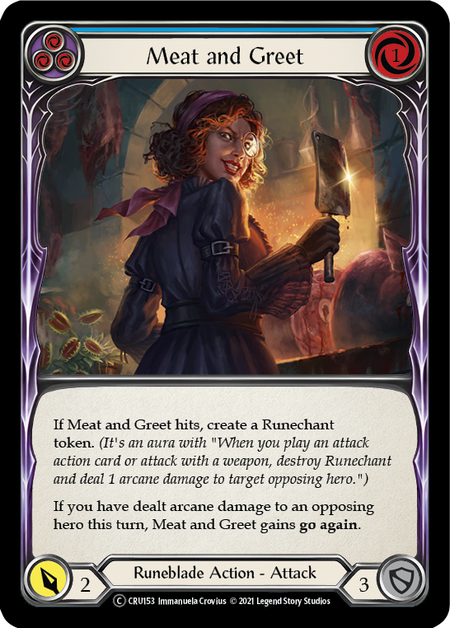 Meat and Greet
1
If Meat and Greet hits, create a Runechant
token. (It's an aura with "When you play an attack
action card or attack with a weapon, destroy Runechant
and deal 1 arcane damage to target opposing hero.")
If you have dealt arcane damage to an opposing
hero this turn, Meat and Greet gains go again.
2
Runeblade Action - Attack
3
C CRU153 Immanuela Crovius © 2021 Legend Story Studios